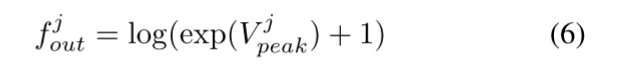 $f_{out}^{j} = \log(\exp(V_{peak}^{j}) + 1)$ (6)